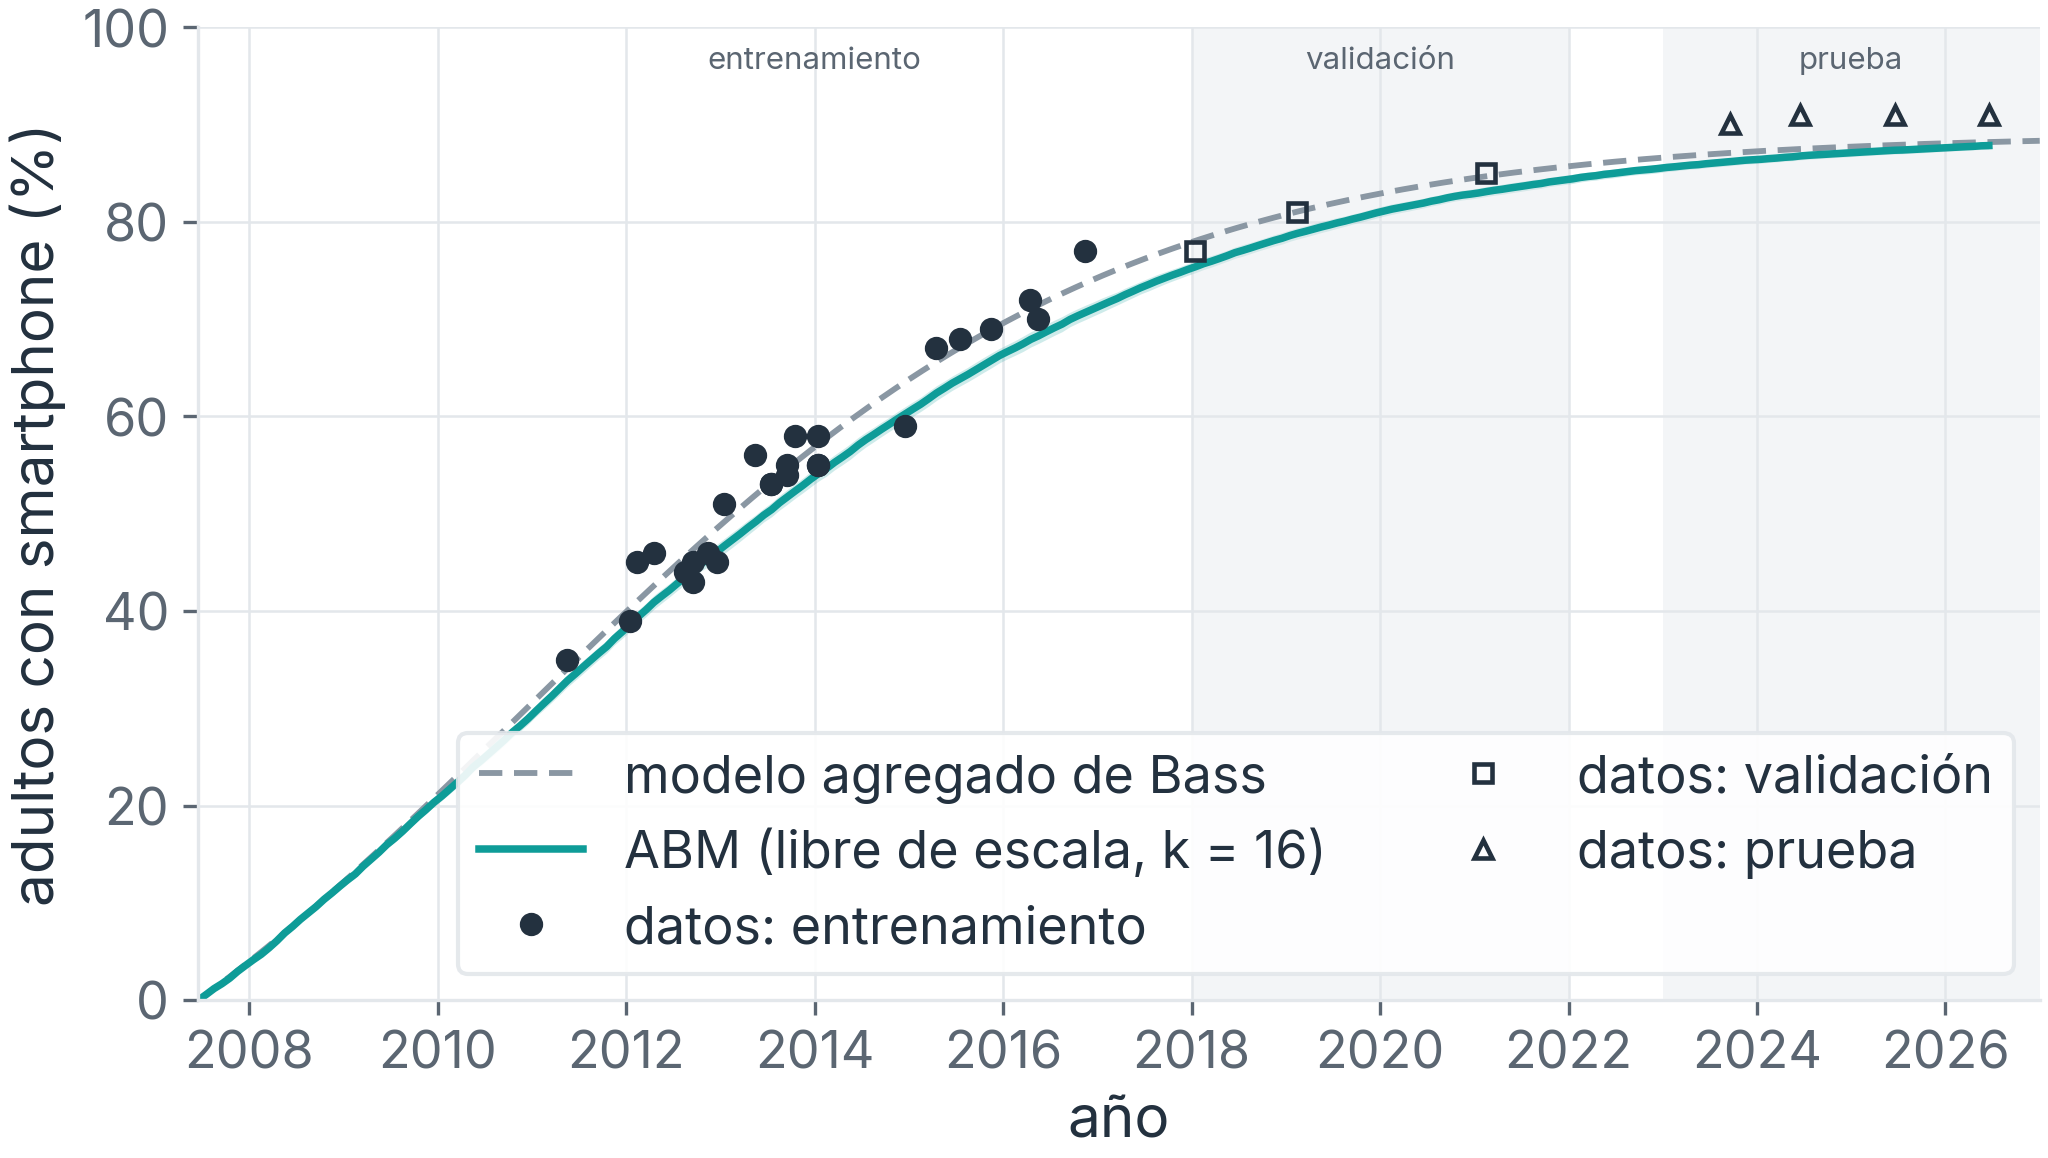 adultos con smartphone (%)
100
80
60
40
20
0
entrenamiento
validación
prueba
modelo agregado de Bass
ABM (libre de escala, k = 16)
datos: entrenamiento
datos: validación
datos: prueba
2008 2010 2012 2014 2016 2018 2020 2022 2024 2026
año